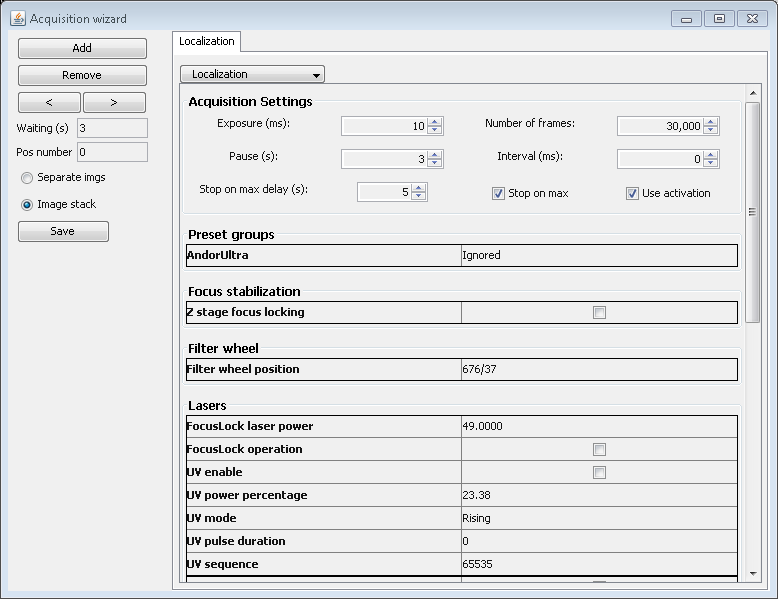 Acquisition wizard
Add
Remove
< >
Waiting (s) 3
Pos number 0
Separate imgs
Image stack
Save
Localization
Localization
Acquisition Settings
Exposure (ms): 10 Number of frames: 30,000
Pause (s): 3 Interval (ms): 0
Stop on max delay (s): 5 Stop on max Use activation
Preset groups
AndorUltra Ignored
Focus stabilization
Z stage focus locking
Filter wheel
Filter wheel position 676/37
Lasers
FocusLock laser power 49.0000
FocusLock operation
UV enable
UV power percentage 23.38
UV mode Rising
UV pulse duration 0
UV sequence 65535